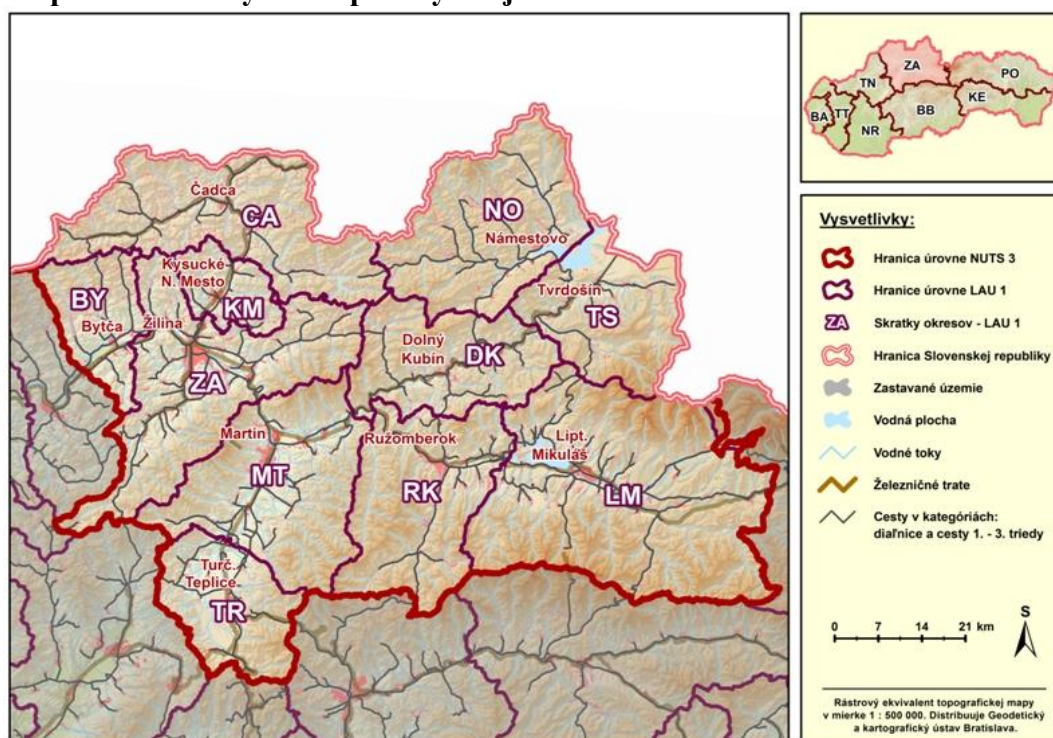 Čadca
CA
NO
Námestovo
Kysucké
N. Mesto
KM
BY
Bytča
Žilina
ZA
Tvrdošín
TS
Dolný
Kubín
DK
Martin
MT
Ružomberok
RK
Lipt.
Mikuláš
LM
Turč.
Teplice
TR
ZA
TN
PO
KE
BA
TT
BB
NR
Vysvetlivky:
Hranica úrovne NUTS 3
Hranice úrovne LAU 1
ZA Skratky okresov - LAU 1
Hranica Slovenskej republiky
Zastavané územie
Vodná plocha
Vodné toky
Železničné trate
Cesty v kategóriách:
diaľnice a cesty 1. - 3. triedy
S
0 7 14 21 km
Rástrový ekvivalent topografickej mapy
v mierke 1 : 500 000. Distribuuje Geodetický
a kartografický ústav Bratislava.